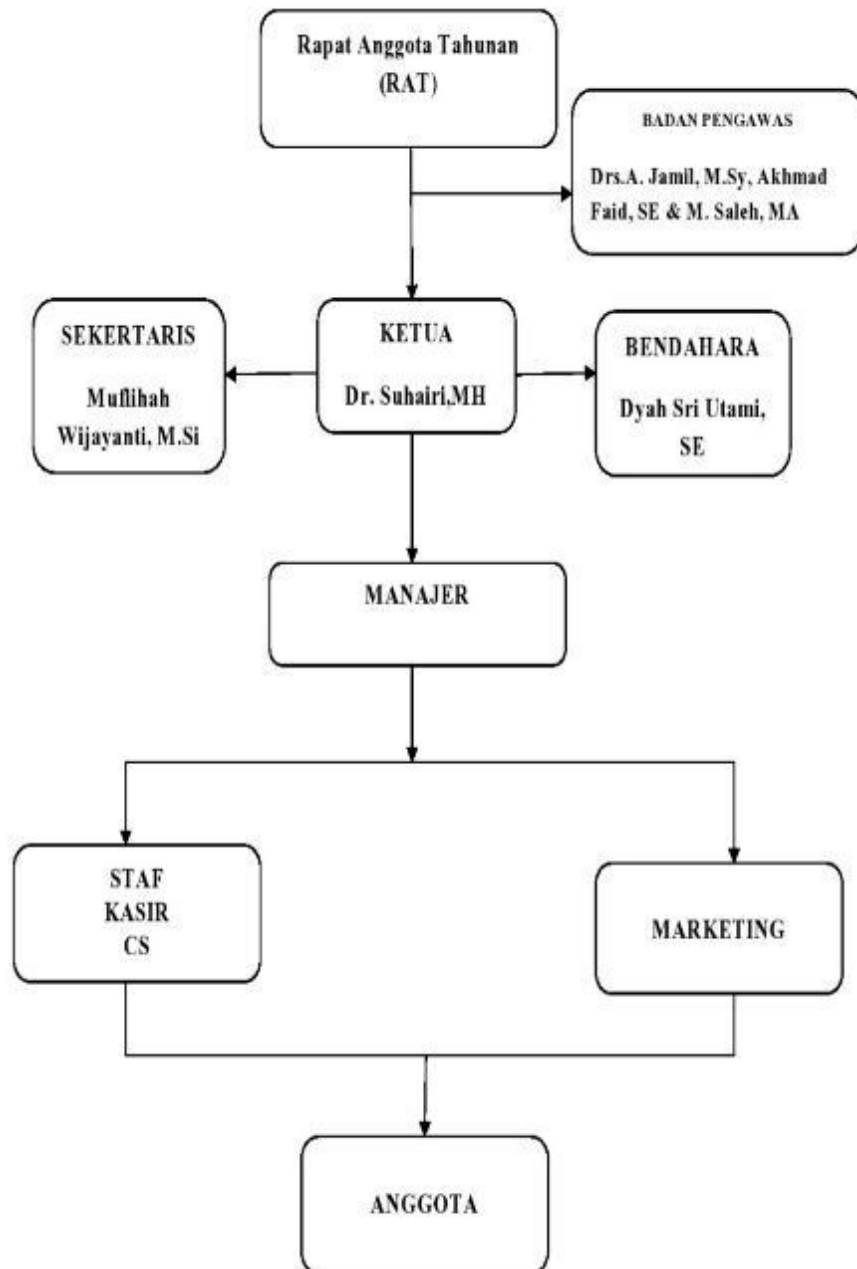 Rapat Anggota Tahunan
(RAT)
BADAN PENGAWAS
Drs.A. Jamil, M.Sy, Akhmad
Faid, SE & M. Saleh, MA
SEKERTARIS
Muflihah
Wijayanti, M.Si
KETUA
Dr. Suhairi,MH
BENDAHARA
Dyah Sri Utami,
SE
MANAJER
STAF
KASIR
CS
MARKETING
ANGGOTA